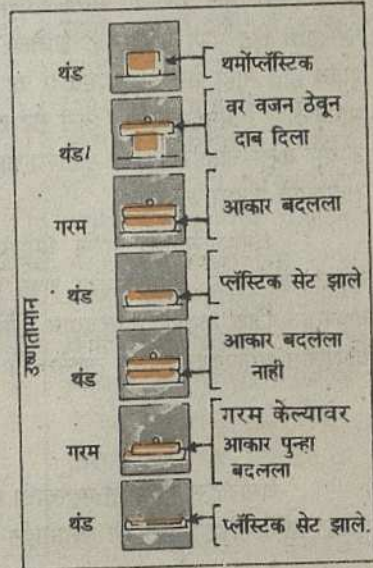 थंड
थर्मोप्लॅस्टिक
थंड/
वर वजन ठेवून
दाब दिला
गरम
आकार बदलला
थंड
प्लॅस्टिक सेट झाले
थंड
आकार बदलला
नाही
गरम
गरम केल्यावर
आकार पुन्हा
बदलला
थंड
प्लॅस्टिक सेट झाले.
उष्णतामान